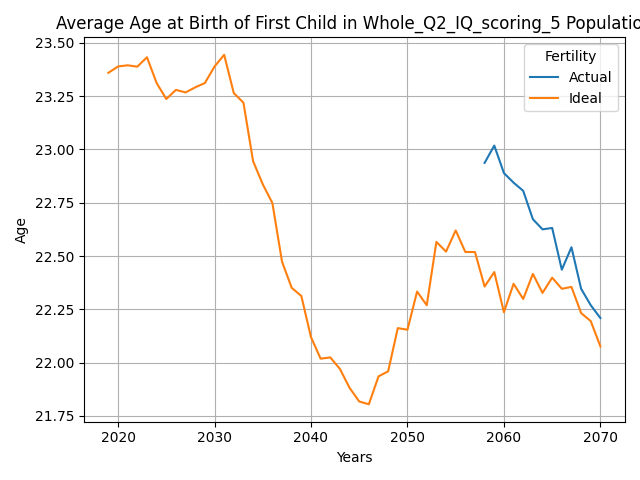 Average Age at Birth of First Child in Whole_Q2_IQ_scoring_5 Populatio
23.50
23.25
23.00
22.75
22.50
22.25
22.00
21.75
Age
Fertility
Actual
Ideal
2020 2030 2040 2050 2060 2070
Years